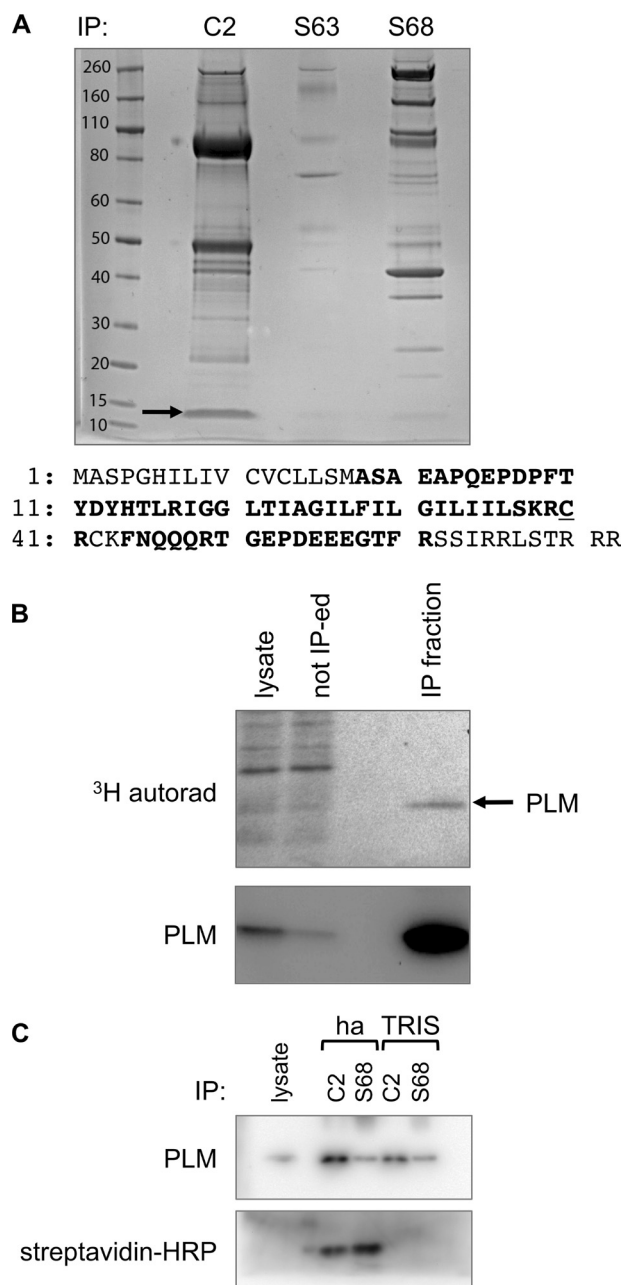 A
IP: C2 S63 S68
260
160
110
80
60
50
40
30
20
15
10
1: MASPGHILIV CVCLLSMASA EAPQEPDPFT
11: YDYHTLRIGG LTIAGILFIL GILIILSKRC
41: RCKFNQQQRT GEPDEEEGTF RSSIRRLSTR RR
B
lysate
not IP-ed
IP fraction
³H autorad
PLM
PLM
C
ha TRIS
IP: lysate C2 S68 C2 S68
PLM
streptavidin-HRP